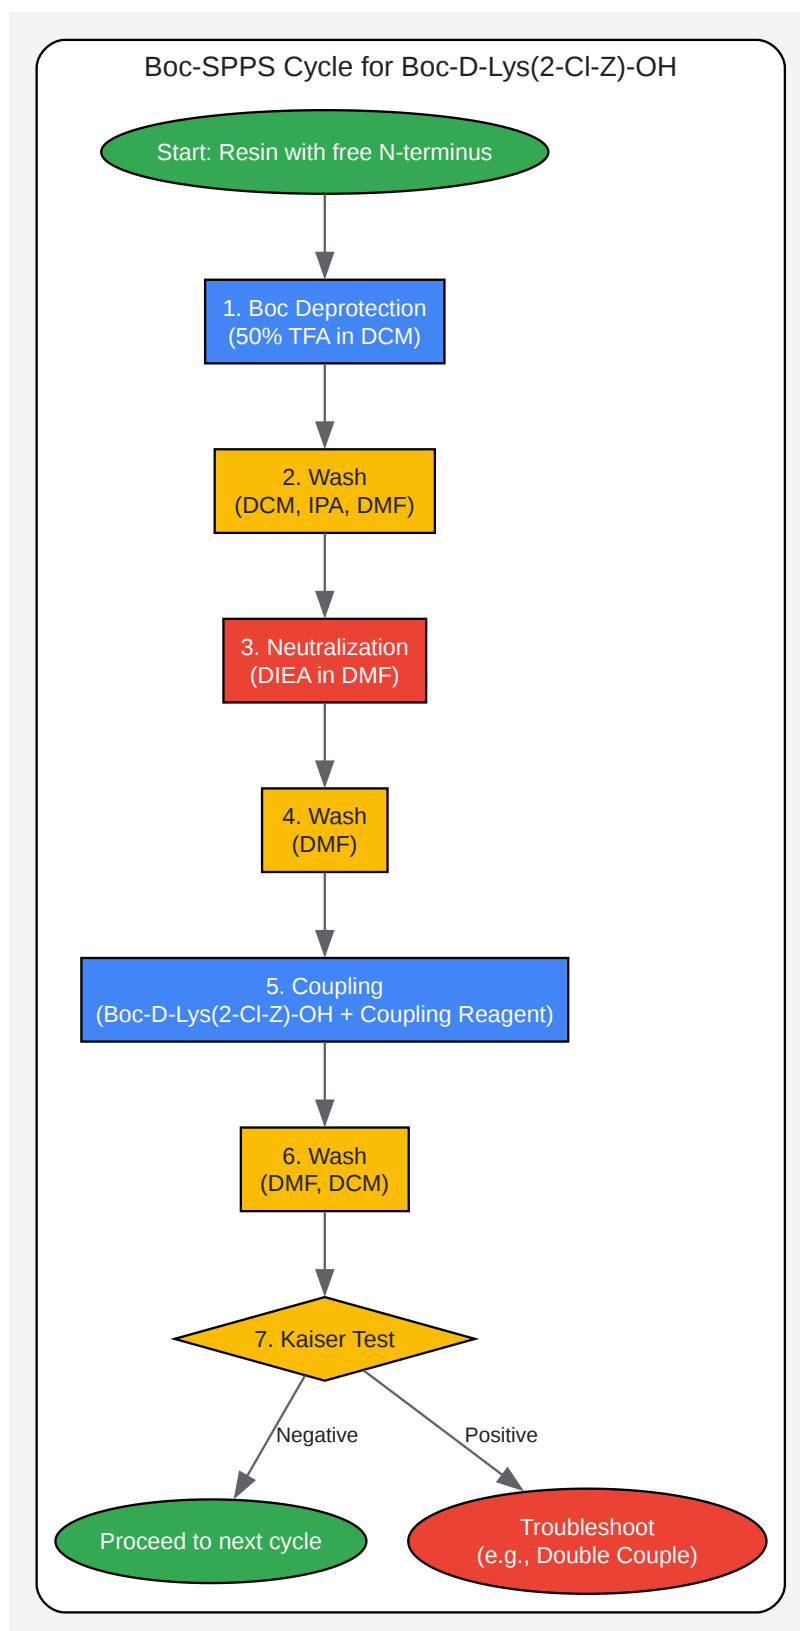 Boc-SPPS Cycle for Boc-D-Lys(2-Cl-Z)-OH
Start: Resin with free N-terminus
1. Boc Deprotection
(50% TFA in DCM)
2. Wash
(DCM, IPA, DMF)
3. Neutralization
(DIEA in DMF)
4. Wash
(DMF)
5. Coupling
(Boc-D-Lys(2-Cl-Z)-OH + Coupling Reagent)
6. Wash
(DMF, DCM)
7. Kaiser Test
Negative
Positive
Proceed to next cycle
Troubleshoot
(e.g., Double Couple)